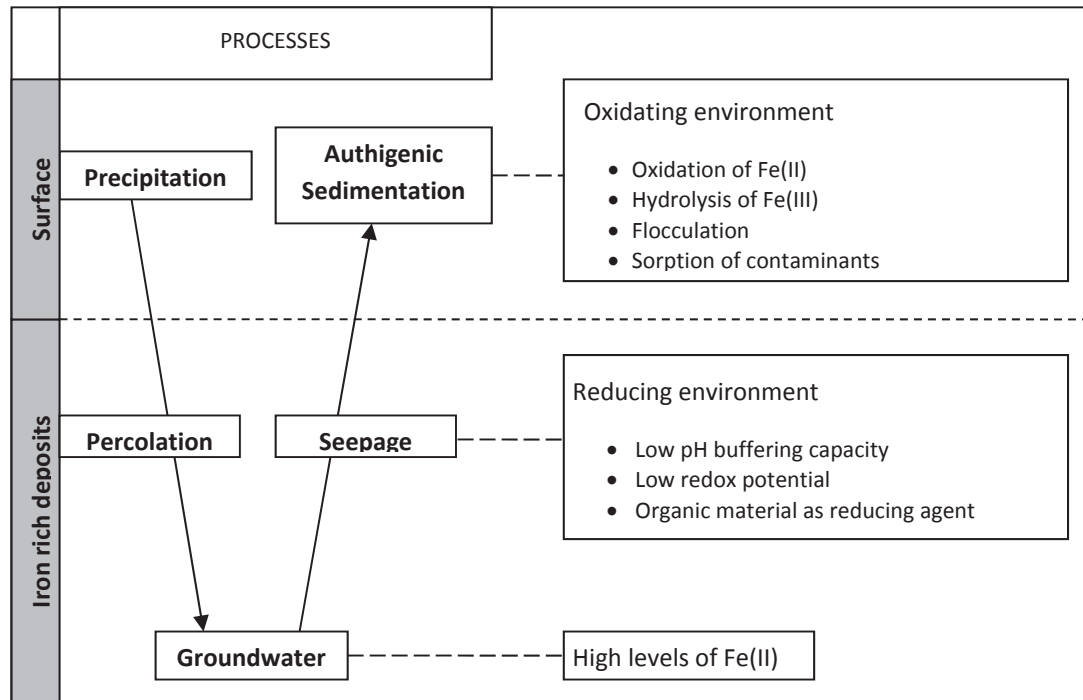 PROCESSES
Surface
Precipitation
Authigenic
Sedimentation
Oxidating environment
• Oxidation of Fe(II)
• Hydrolysis of Fe(III)
• Flocculation
• Sorption of contaminants
Iron rich deposits
Percolation
Seepage
Reducing environment
• Low pH buffering capacity
• Low redox potential
• Organic material as reducing agent
Groundwater
High levels of Fe(II)